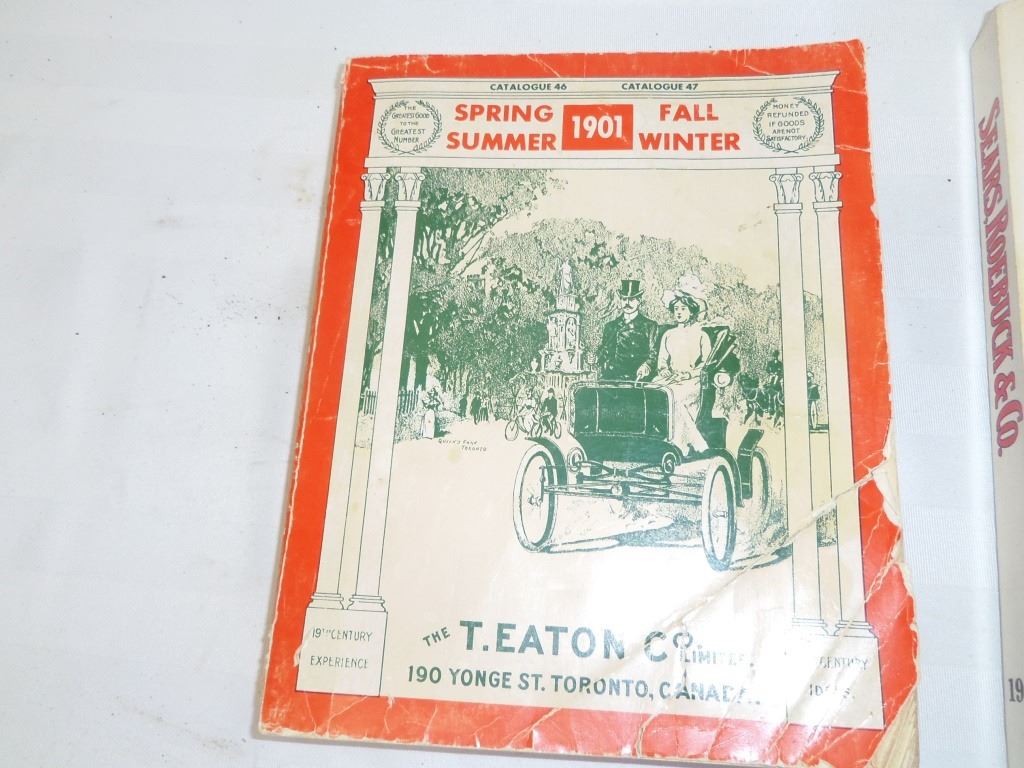 CATALOGUE 46 CATALOGUE 47
THE
GREATEST GOOD
TO THE
GREATEST
NUMBER
SPRING
SUMMER
1901
FALL
WINTER
MONEY
REFUNDED
IF GOODS
ARE NOT
SATISFACTORY
QUEEN'S PARK
TORONTO
19TH CENTURY
EXPERIENCE
THE T. EATON CO.
LIMITED
190 YONGE ST. TORONTO, CANADA.
CENTURY
IDEAS.
SEARS, ROEBUCK & CO.
19